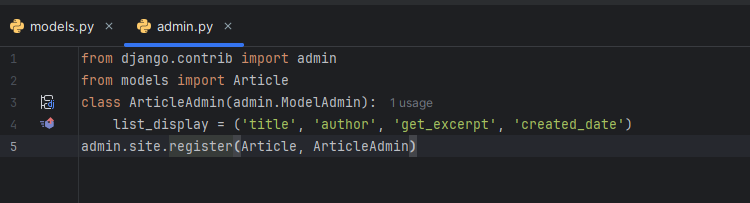 models.py × admin.py ×
1 from django.contrib import admin
2 from models import Article
3 class ArticleAdmin(admin.ModelAdmin): 1 usage
4     list_display = ('title', 'author', 'get_excerpt', 'created_date')
5 admin.site.register(Article, ArticleAdmin)